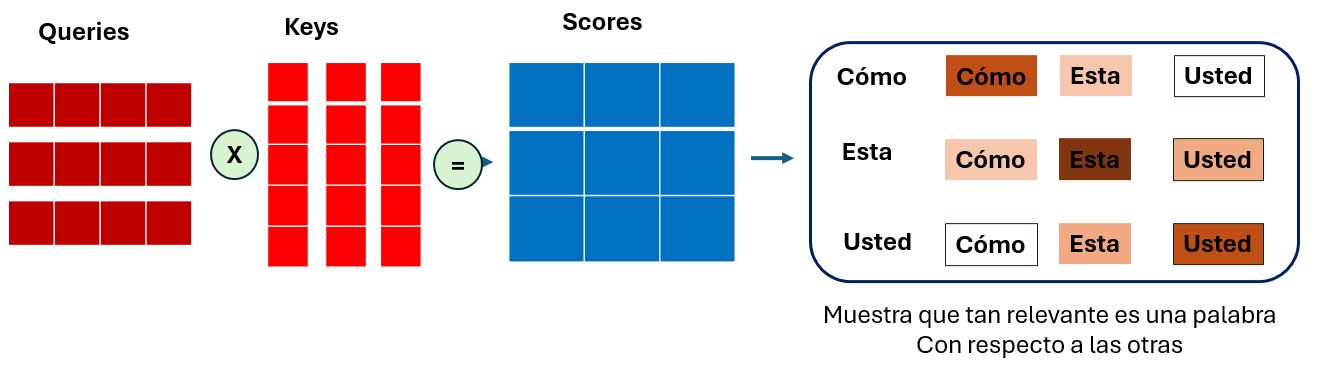 Queries
Keys
Scores
X
=
Cómo Cómo Esta Usted
Esta Cómo Esta Usted
Usted Cómo Esta Usted
Muestra que tan relevante es una palabra
Con respecto a las otras